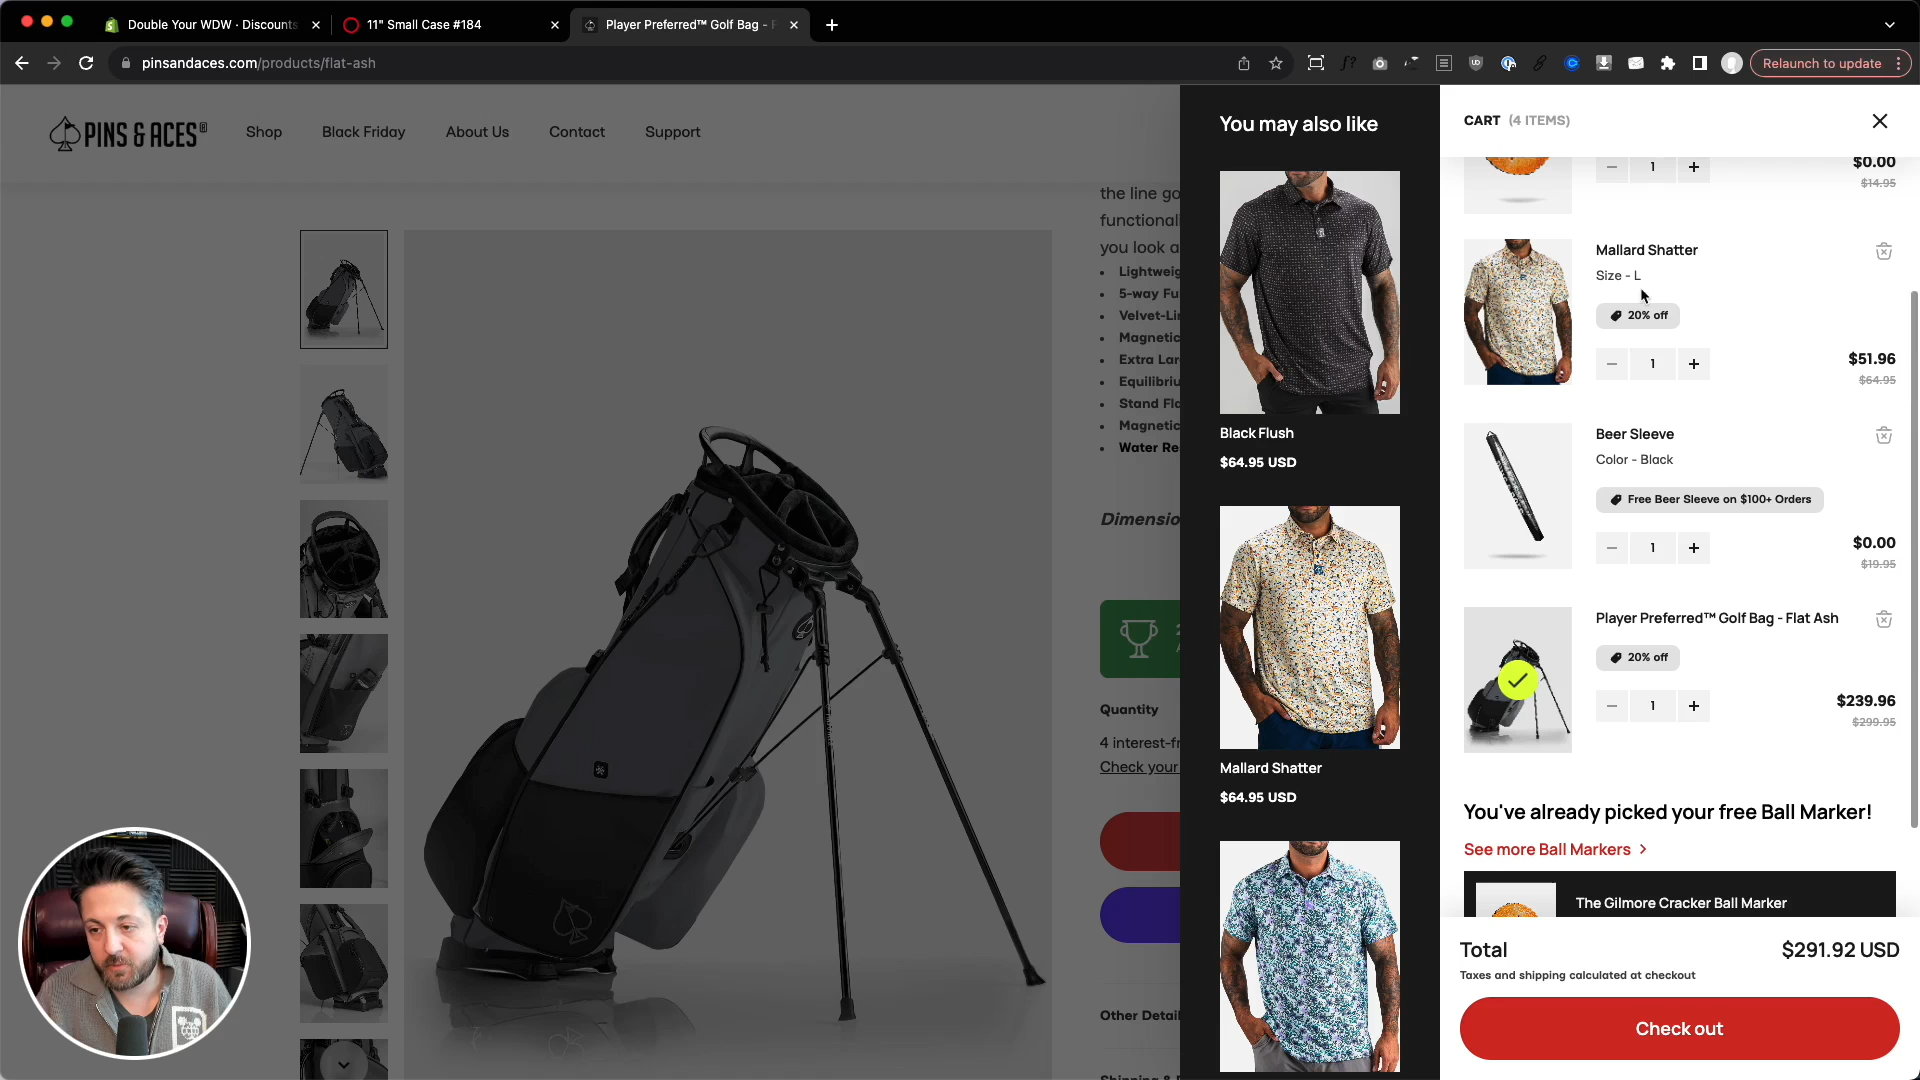 Double Your WDW · Discounts
11" Small Case #184
Player Preferred™ Golf Bag - F
pinsandaces.com/products/flat-ash
Relaunch to update
PINS & ACES
Shop
Black Friday
About Us
Contact
Support
the line go
functional
you look a
Lightweig
5-way Fu
Velvet-Li
Magnetic
Extra Lar
Equilibriu
Stand Fla
Magnetic
Water Re
Dimensio
Quantity
4 interest-fr
Check your
Other Detail
You may also like
Black Flush
$64.95 USD
Mallard Shatter
$64.95 USD
CART (4 ITEMS)
1
$0.00
$14.95
Mallard Shatter
Size - L
20% off
1
$51.96
$64.95
Beer Sleeve
Color - Black
Free Beer Sleeve on $100+ Orders
1
$0.00
$19.95
Player Preferred™ Golf Bag - Flat Ash
20% off
1
$239.96
$299.95
You've already picked your free Ball Marker!
See more Ball Markers
The Gilmore Cracker Ball Marker
Total
$291.92 USD
Taxes and shipping calculated at checkout
Check out